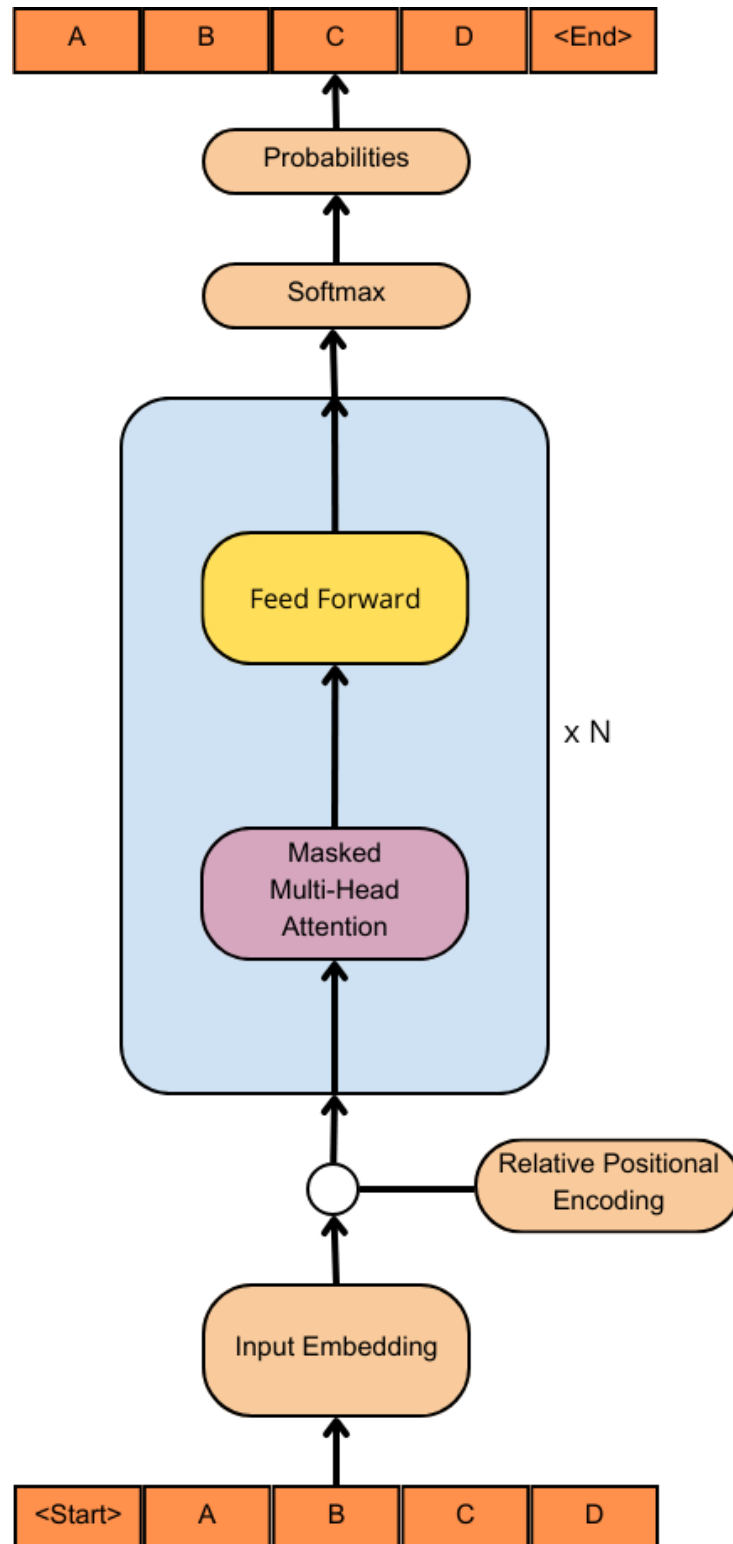 A B C D <End>
Probabilities
Softmax
Feed Forward
x N
Masked
Multi-Head
Attention
Relative Positional
Encoding
Input Embedding
<Start> A B C D